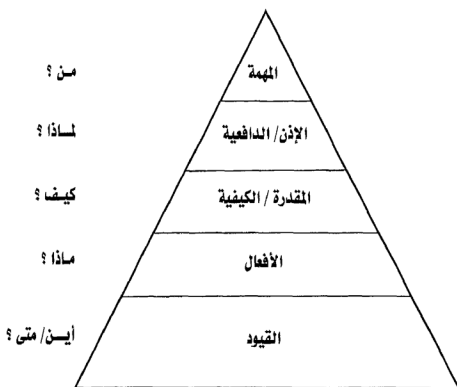 من ؟
المهمة
لماذا ؟
الإذن/ الدافعية
كيف ؟
المقدرة / الكيفية
ماذا ؟
الأفعال
أين/ متى ؟
القيود